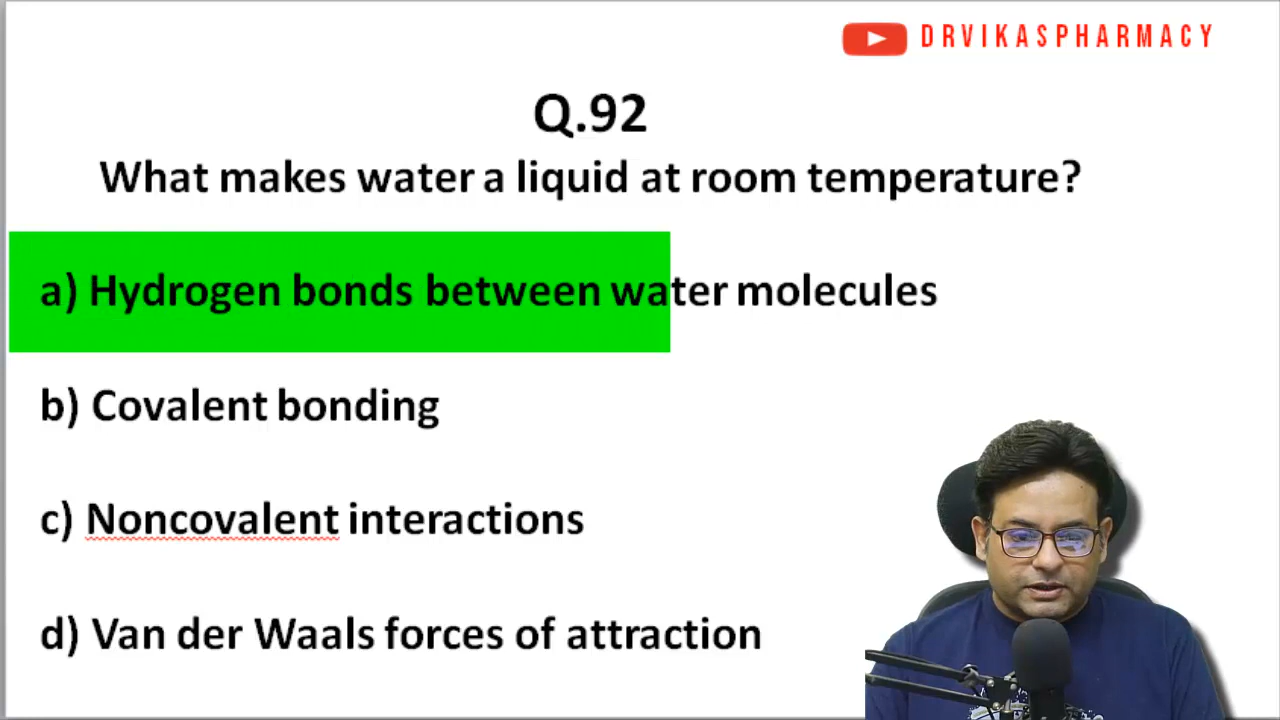 DRVIKASPHARMACY
Q.92
What makes water a liquid at room temperature?
a) Hydrogen bonds between water molecules
b) Covalent bonding
c) Noncovalent interactions
d) Van der Waals forces of attraction